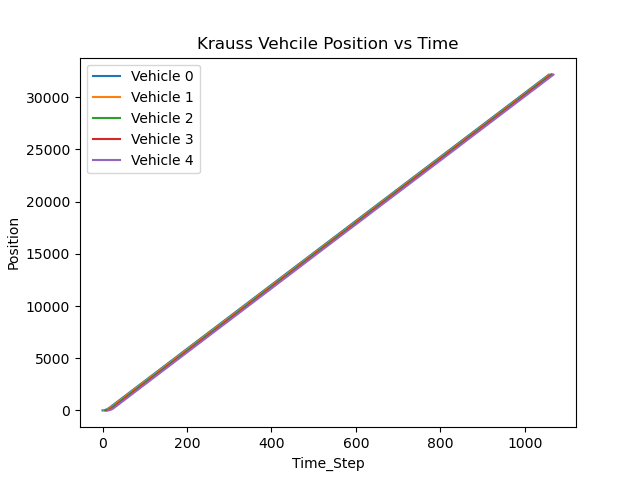 Krauss Vehcile Position vs Time
Vehicle 0
Vehicle 1
Vehicle 2
Vehicle 3
Vehicle 4
30000
25000
20000
15000
10000
5000
0
Position
0 200 400 600 800 1000
Time_Step